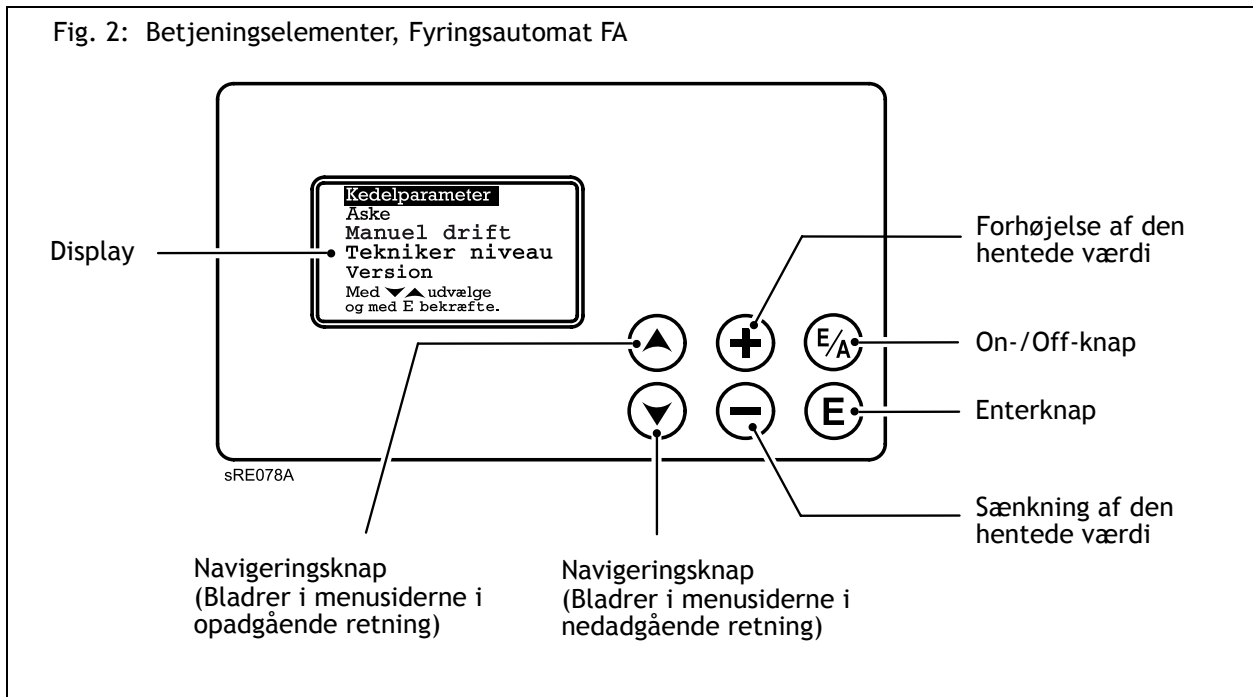 Fig. 2: Betjeningselementer, Fyringsautomat FA
Kedelparameter
Aske
Manuel drift
Tekniker niveau
Version
Med ▼▲ udvælge
og med E bekræfte.
Display
Forhøjelse af den
hentede værdi
E/A
On-/Off-knap
E
Enterknap
sRE078A
Sænkning af den
hentede værdi
Navigeringsknap
(Bladrer i menusiderne i
opadgående retning)
Navigeringsknap
(Bladrer i menusiderne i
nedadgående retning)